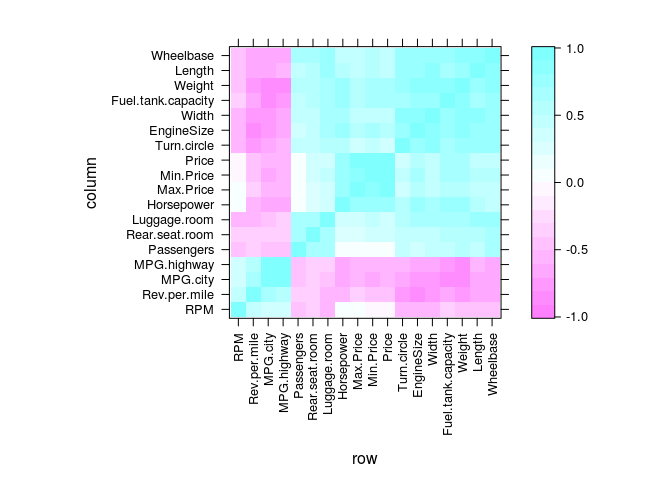 Wheelbase
Length
Weight
Fuel.tank.capacity
Width
EngineSize
Turn.circle
Price
Min.Price
Max.Price
Horsepower
Luggage.room
Rear.seat.room
Passengers
MPG.highway
MPG.city
Rev.per.mile
RPM
column
1.0
0.5
0.0
-0.5
-1.0
RPM
Rev.per.mile
MPG.city
MPG.highway
Passengers
Rear.seat.room
Luggage.room
Horsepower
Max.Price
Min.Price
Price
Turn.circle
EngineSize
Width
Fuel.tank.capacity
Weight
Length
Wheelbase
row